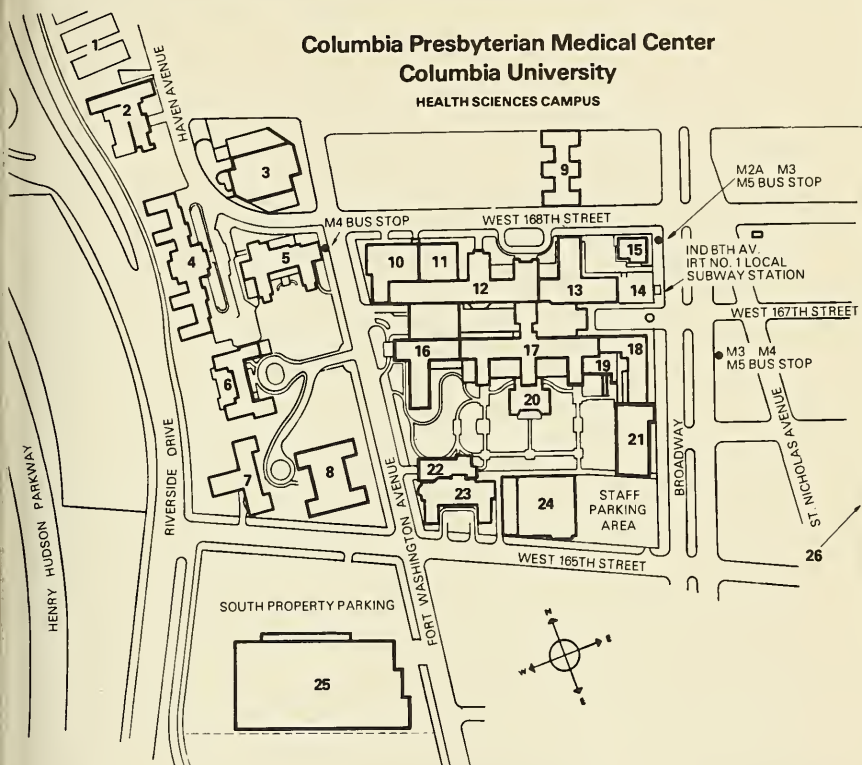 Columbia Presbyterian Medical Center
Columbia University
HEALTH SCIENCES CAMPUS
1
2
HAVEN AVENUE
3
9
M2A M3
M5 BUS STOP
M4 BUS STOP
WEST 168TH STREET
4
5
10
11
12
13
15
14
IND 8TH AV.
IRT NO. 1 LOCAL
SUBWAY STATION
WEST 167TH STREET
16
17
18
19
M3 M4
M5 BUS STOP
6
20
21
HENRY HUDSON PARKWAY
RIVERSIDE DRIVE
7
8
FORT WASHINGTON AVENUE
22
23
24
STAFF
PARKING
AREA
BROADWAY
ST. NICHOLAS AVENUE
26
WEST 165TH STREET
SOUTH PROPERTY PARKING
25
N
E
W